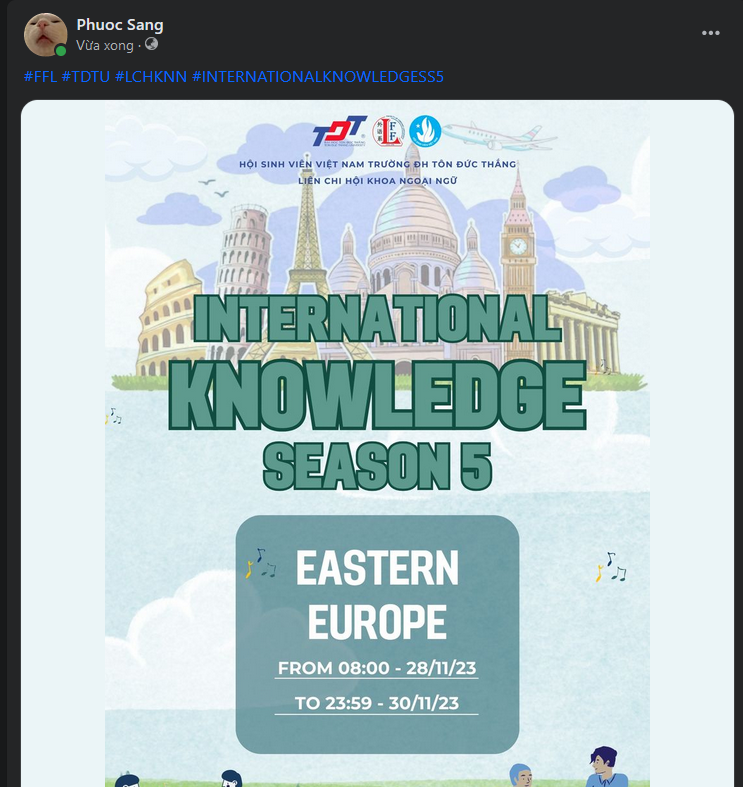 Phuoc Sang
Vừa xong ·
#FFL #TDTU #LCHKNN #INTERNATIONALKNOWLEDGESS5
TDT
HỘI SINH VIÊN VIỆT NAM TRƯỜNG ĐH TÔN ĐỨC THẮNG
LIÊN CHI HỘI KHOA NGOẠI NGỮ
INTERNATIONAL
KNOWLEDGE
SEASON 5
EASTERN
EUROPE
FROM 08:00 - 28/11/23
TO 23:59 - 30/11/23